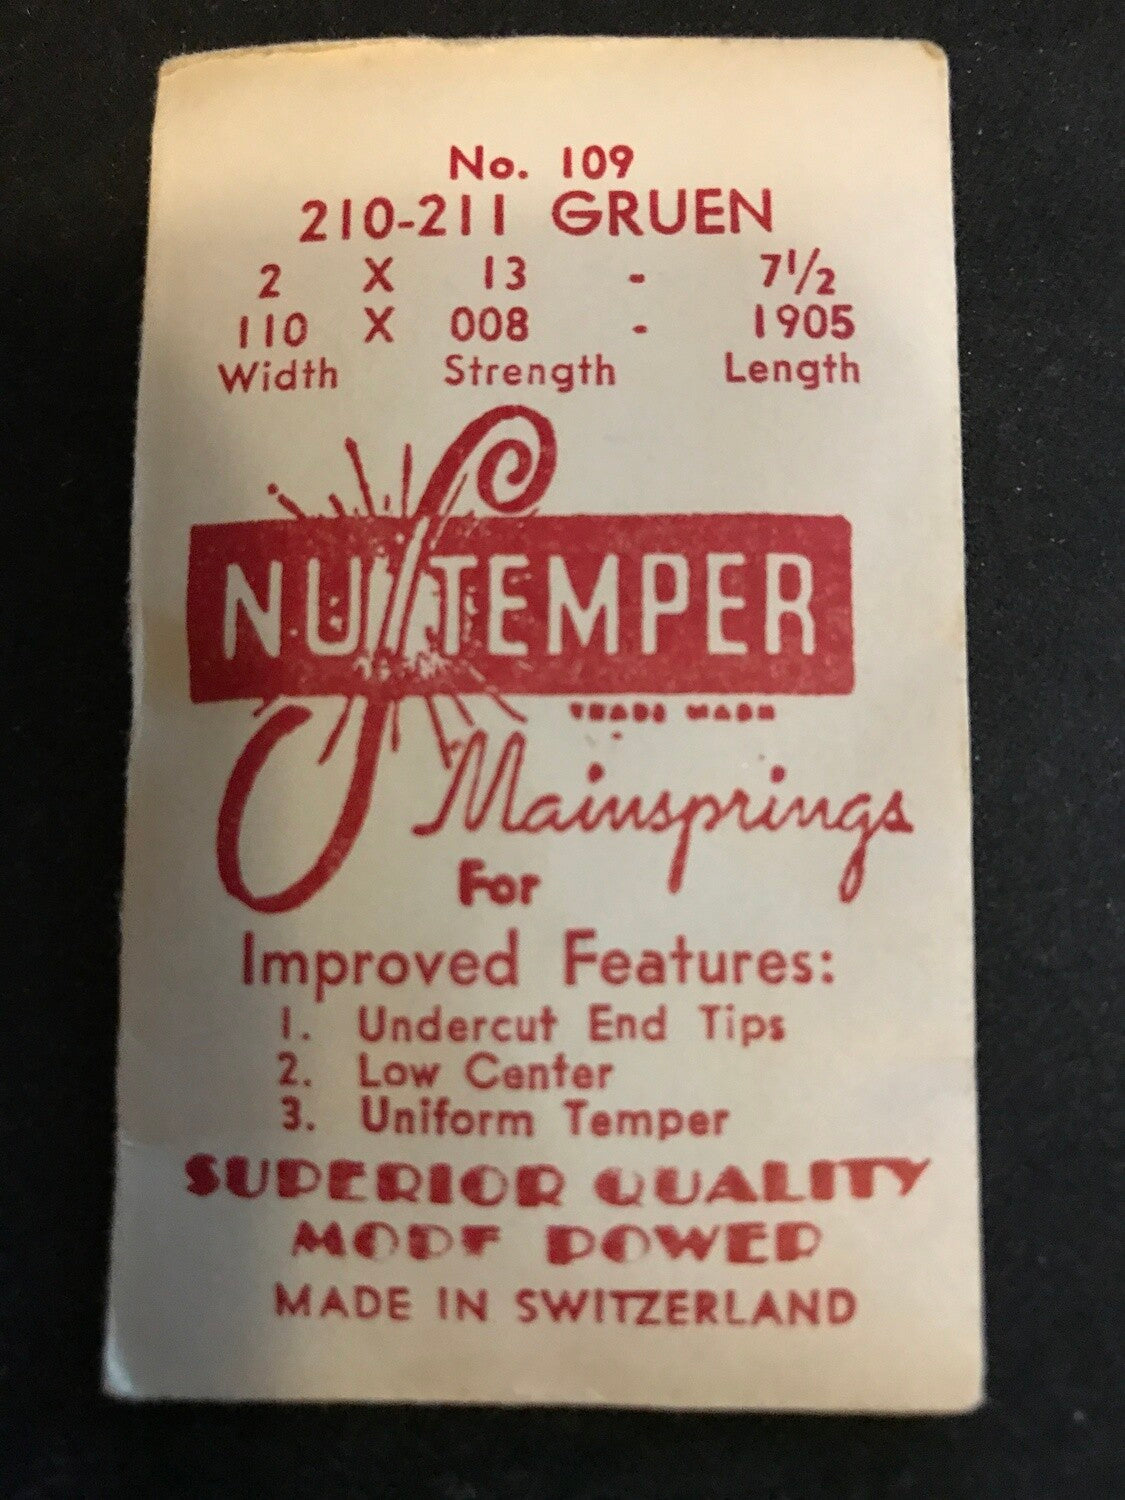 No. 109
210-211 GRUEN
2 X 13 - 7 1/2
110 X 008 - 1905
Width Strength Length
NU TEMPER
TRADE MARK
Mainsprings
For
Improved Features:
1. Undercut End Tips
2. Low Center
3. Uniform Temper
SUPERIOR QUALITY
MORE POWER
MADE IN SWITZERLAND